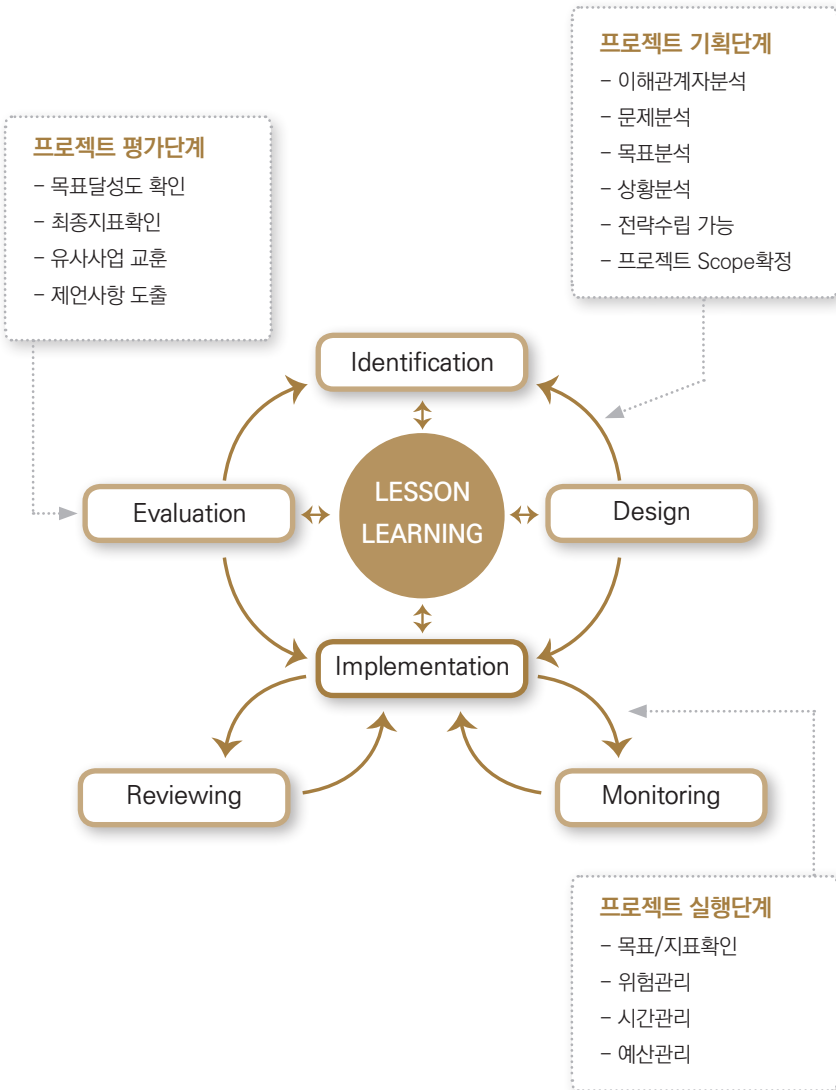 프로젝트 기획단계
- 이해관계자분석
- 문제분석
- 목표분석
- 상황분석
- 전략수립 가능
- 프로젝트 Scope확정
프로젝트 평가단계
- 목표달성도 확인
- 최종지표확인
- 유사사업 교훈
- 제언사항 도출
Identification
Evaluation
LESSON
LEARNING
Design
Implementation
Reviewing
Monitoring
프로젝트 실행단계
- 목표/지표확인
- 위험관리
- 시간관리
- 예산관리